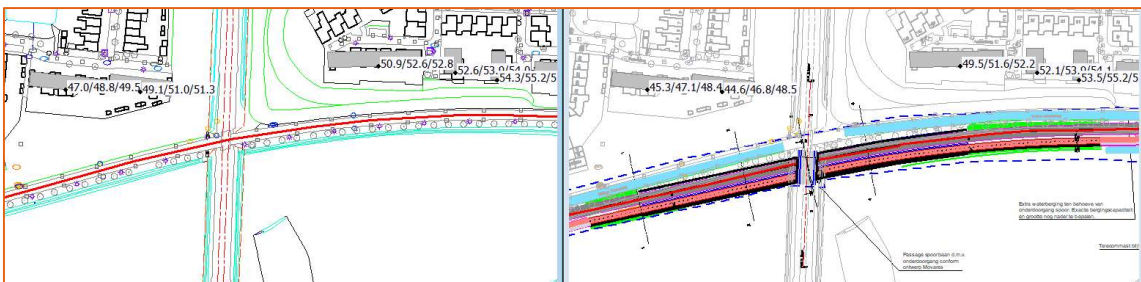 50.9/52.6/52.8
52.6/53.9/54.0
54.3/55.2/5
47.0/48.8/49.5
49.1/51.0/51.3
49.5/51.6/52.2
52.1/53.0/54.1
53.5/55.2/5
45.3/47.1/48.4
44.6/46.8/48.5
Extra waterberging ten behoeve van
onderdoorgang spoor. Exacte bergingscapaciteit
en grootte nog nader te bepalen.
Passage spoorbaan d.m.v.
onderdoorgang conform
ontwerp Movares